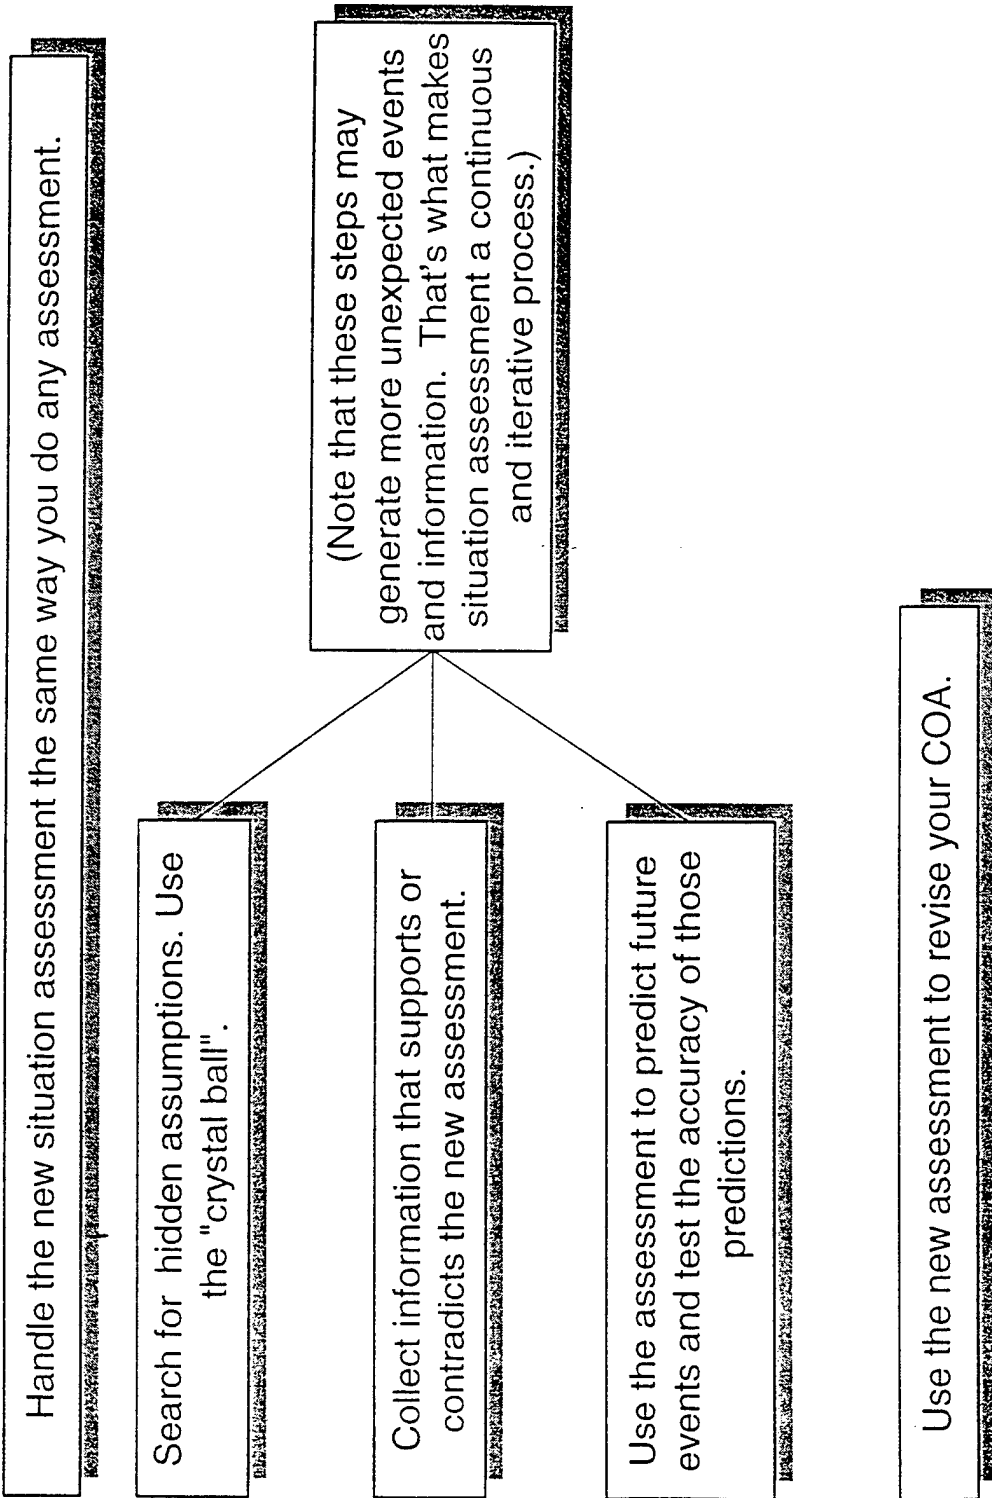 Handle the new situation assessment the same way you do any assessment.
Search for hidden assumptions. Use
the "crystal ball".
Collect information that supports or
contradicts the new assessment.
Use the assessment to predict future
events and test the accuracy of those
predictions.
(Note that these steps may
generate more unexpected events
and information. That's what makes
situation assessment a continuous
and iterative process.)
Use the new assessment to revise your COA.